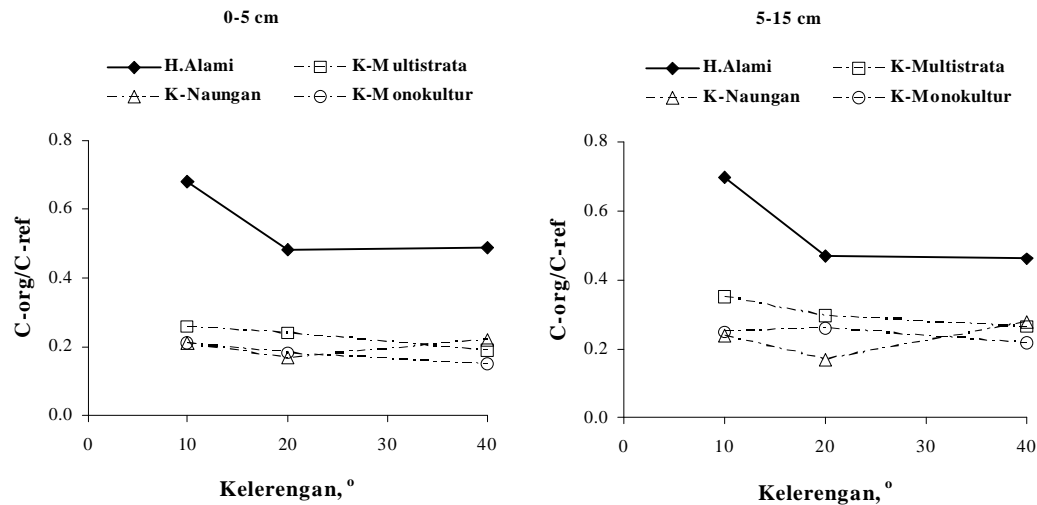 0-5 cm
H.Alami
K-M ultistrata
K-Naungan
K-M onokultur
0.8
0.6
0.4
0.2
0.0
C-org/C-ref
0 10 20 30 40
Kelerengan, °
5-15 cm
H.Alami
K-Multistrata
K-Naungan
K-Monokultur
0.8
0.6
0.4
0.2
0.0
C-org/C-ref
0 10 20 30 40
Kelerengan, °